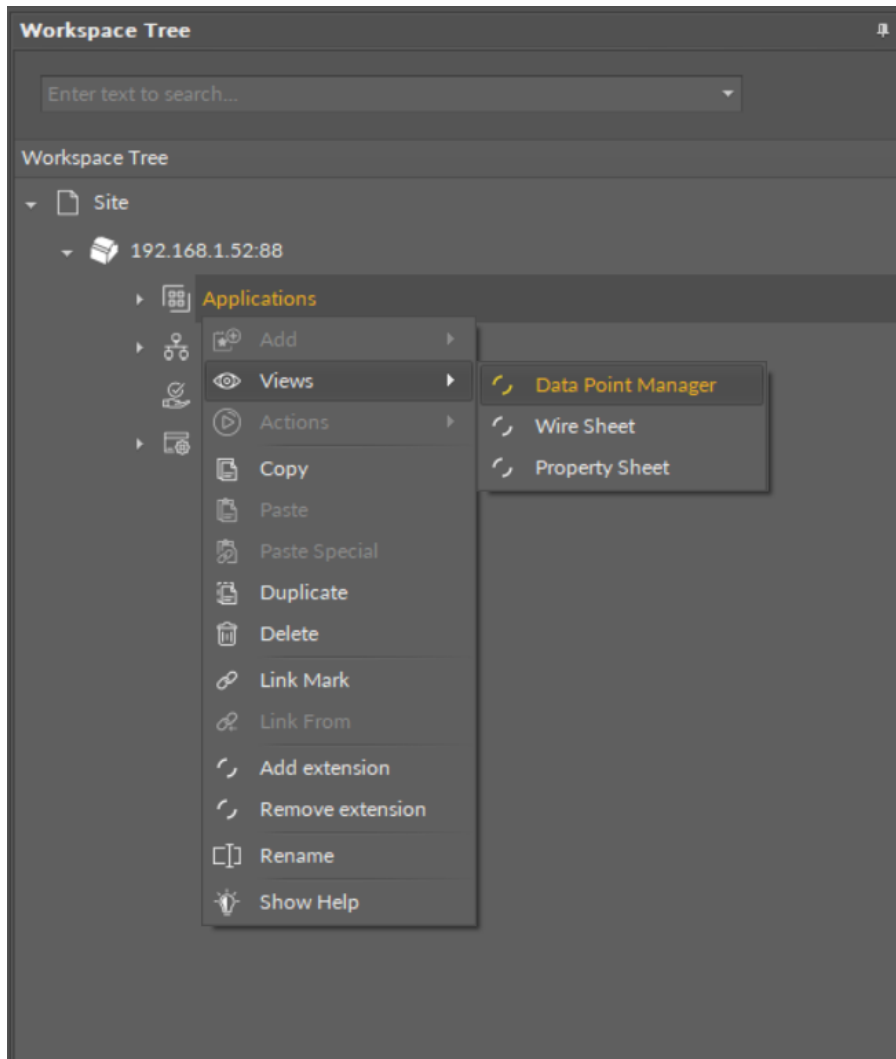 Workspace Tree
Enter text to search...
Workspace Tree
Site
192.168.1.52:88
Applications
Add
Views
Data Point Manager
Actions
Wire Sheet
Copy
Property Sheet
Paste
Paste Special
Duplicate
Delete
Link Mark
Link From
Add extension
Remove extension
Rename
Show Help